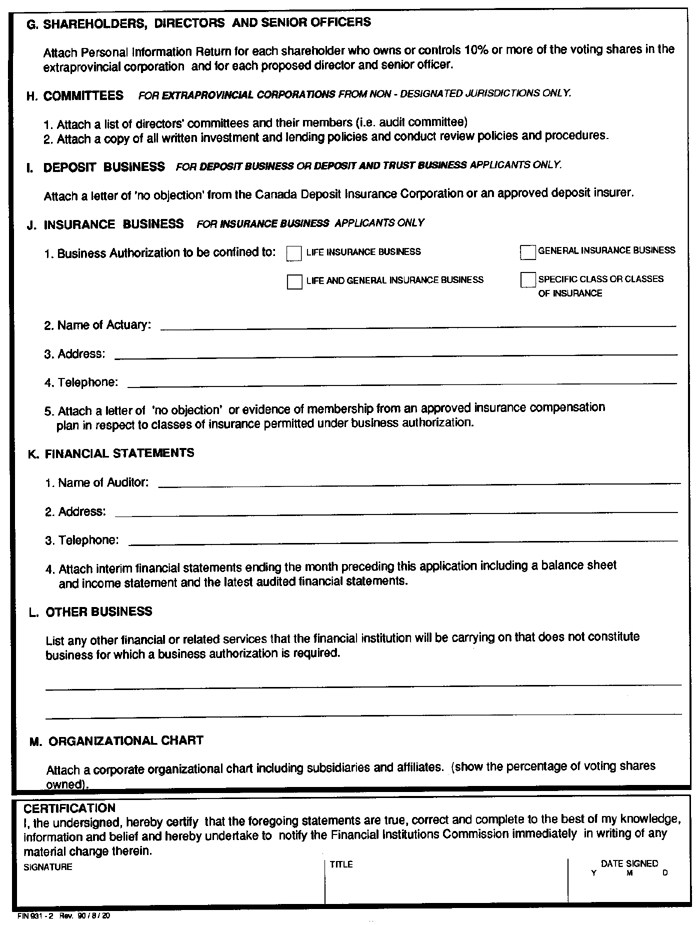 G. SHAREHOLDERS, DIRECTORS AND SENIOR OFFICERS
Attach Personal Information Return for each shareholder who owns or controls 10% or more of the voting shares in the
extraprovincial corporation and for each proposed director and senior officer.
H. COMMITTEES FOR EXTRAPROVINCIAL CORPORATIONS FROM NON - DESIGNATED JURISDICTIONS ONLY.
1. Attach a list of directors' committees and their members (i.e. audit committee)
2. Attach a copy of all written investment and lending policies and conduct review policies and procedures.
I. DEPOSIT BUSINESS FOR DEPOSIT BUSINESS OR DEPOSIT AND TRUST BUSINESS APPLICANTS ONLY.
Attach a letter of 'no objection' from the Canada Deposit Insurance Corporation or an approved deposit insurer.
J. INSURANCE BUSINESS FOR INSURANCE BUSINESS APPLICANTS ONLY
1. Business Authorization to be confined to: LIFE INSURANCE BUSINESS GENERAL INSURANCE BUSINESS
LIFE AND GENERAL INSURANCE BUSINESS SPECIFIC CLASS OR CLASSES
OF INSURANCE
2. Name of Actuary:
3. Address:
4. Telephone:
5. Attach a letter of 'no objection' or evidence of membership from an approved insurance compensation
plan in respect to classes of insurance permitted under business authorization.
K. FINANCIAL STATEMENTS
1. Name of Auditor:
2. Address:
3. Telephone:
4. Attach interim financial statements ending the month preceding this application including a balance sheet
and income statement and the latest audited financial statements.
L. OTHER BUSINESS
List any other financial or related services that the financial institution will be carrying on that does not constitute
business for which a business authorization is required.
M. ORGANIZATIONAL CHART
Attach a corporate organizational chart including subsidiaries and affiliates. (show the percentage of voting shares
owned).
CERTIFICATION
I, the undersigned, hereby certify that the foregoing statements are true, correct and complete to the best of my knowledge,
information and belief and hereby undertake to notify the Financial Institutions Commission immediately in writing of any
material change therein.
SIGNATURE TITLE DATE SIGNED
Y M D
FIN 931 - 2 Rev. 90 / 8 / 20